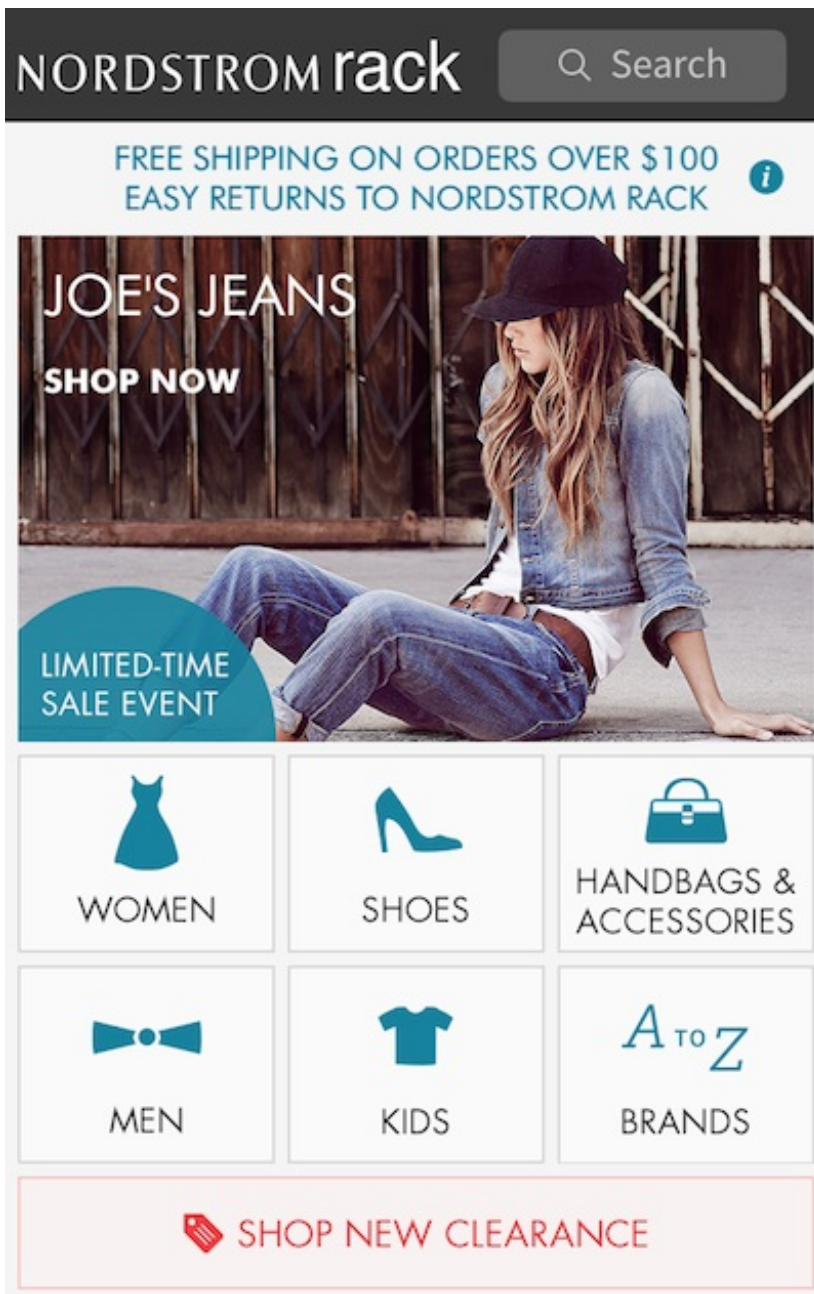 NORDSTROM rack
Search
FREE SHIPPING ON ORDERS OVER $100
EASY RETURNS TO NORDSTROM RACK
i
JOE'S JEANS
SHOP NOW
LIMITED-TIME
SALE EVENT
WOMEN
SHOES
HANDBAGS &
ACCESSORIES
MEN
KIDS
A TO Z
BRANDS
SHOP NEW CLEARANCE